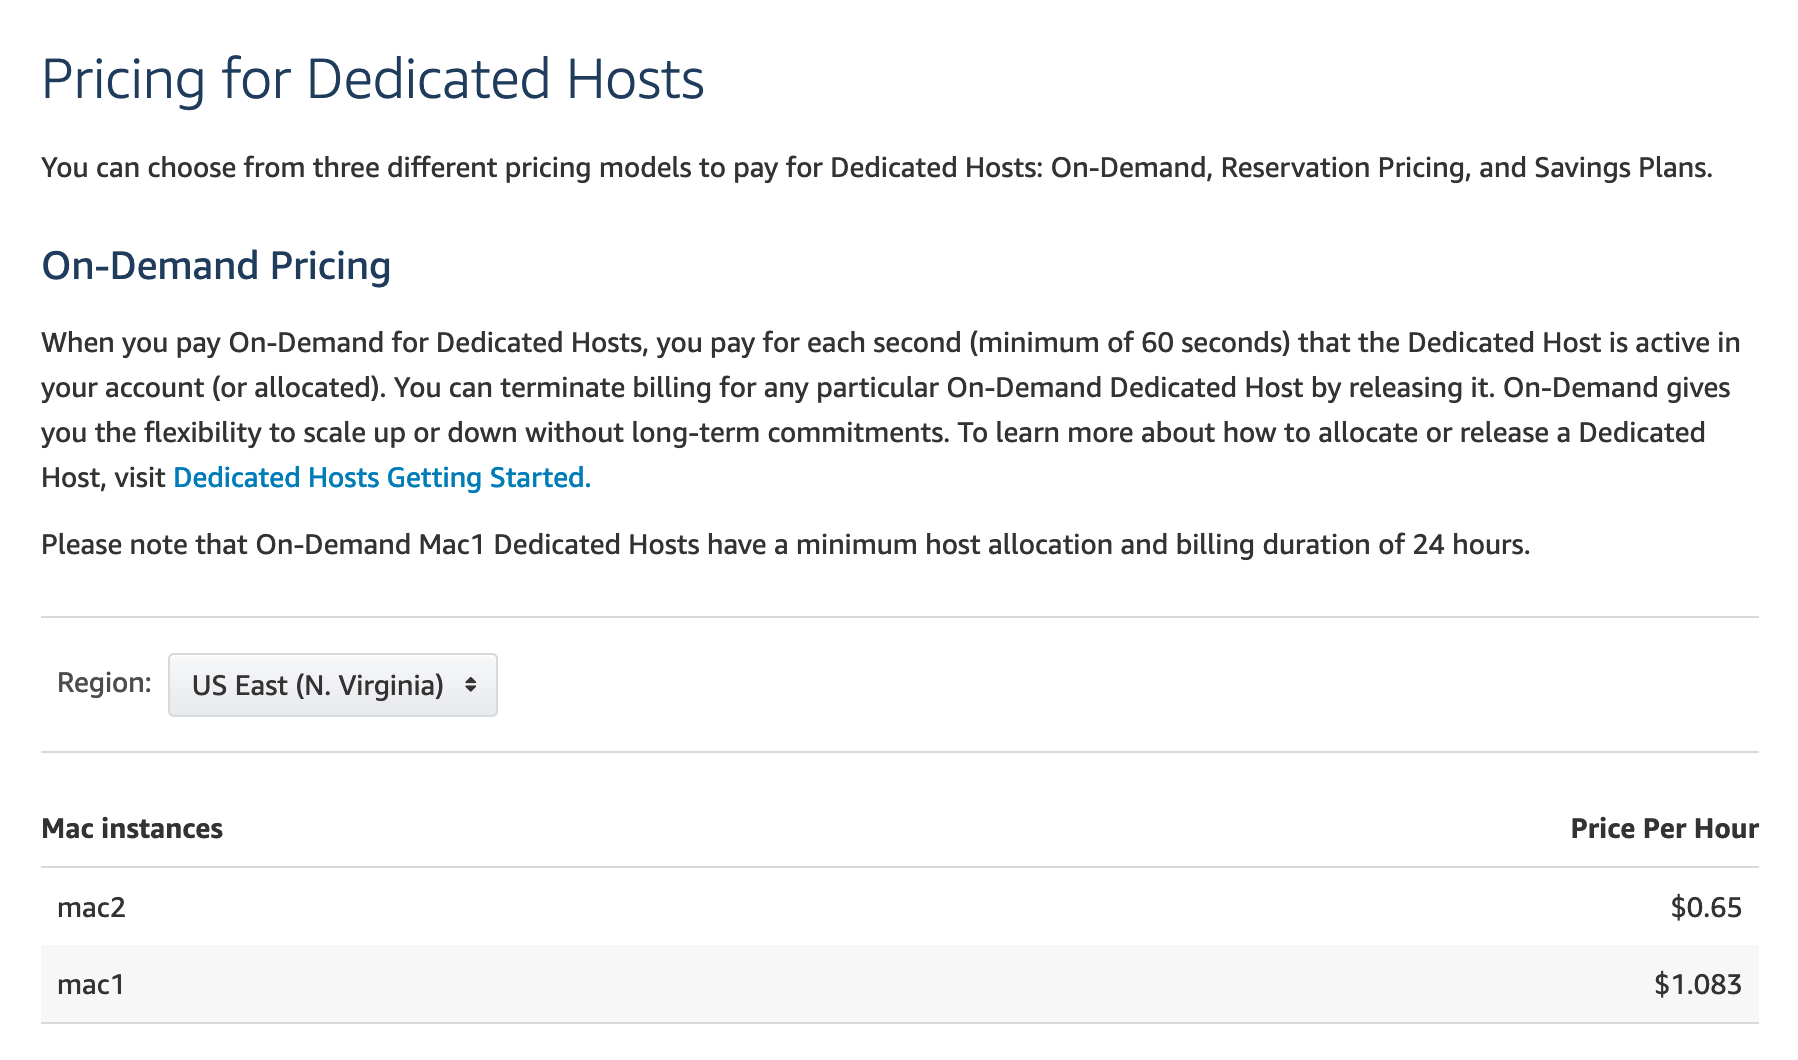 Pricing for Dedicated Hosts
You can choose from three different pricing models to pay for Dedicated Hosts: On-Demand, Reservation Pricing, and Savings Plans.
On-Demand Pricing
When you pay On-Demand for Dedicated Hosts, you pay for each second (minimum of 60 seconds) that the Dedicated Host is active in
your account (or allocated). You can terminate billing for any particular On-Demand Dedicated Host by releasing it. On-Demand gives
you the flexibility to scale up or down without long-term commitments. To learn more about how to allocate or release a Dedicated
Host, visit Dedicated Hosts Getting Started.
Please note that On-Demand Mac1 Dedicated Hosts have a minimum host allocation and billing duration of 24 hours.
Region: US East (N. Virginia)
Mac instances Price Per Hour
mac2 $0.65
mac1 $1.083